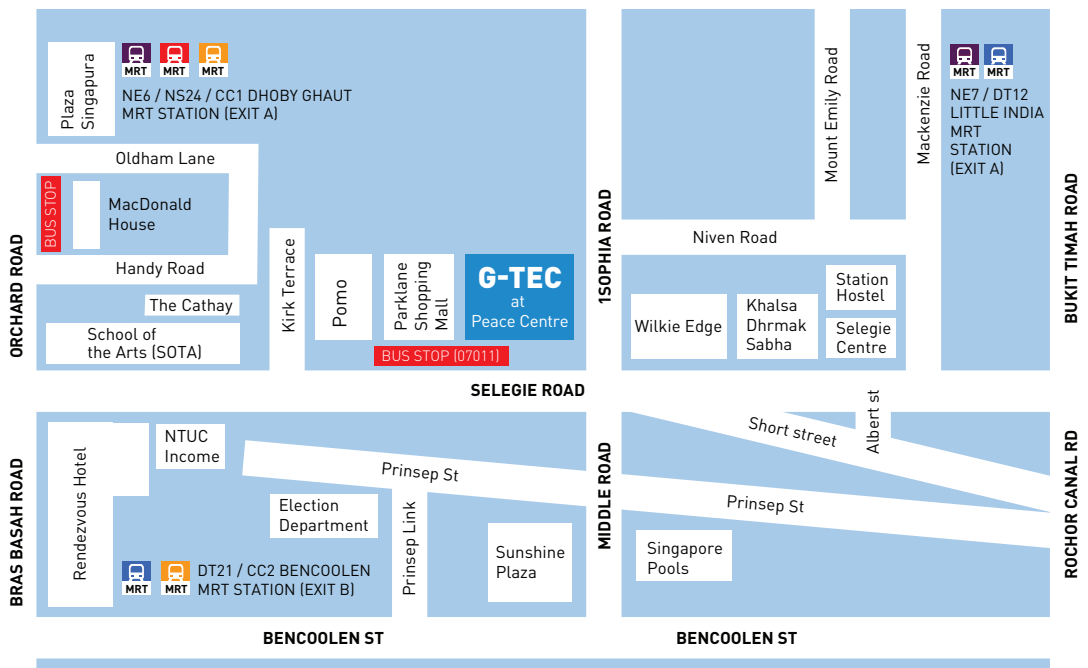 Plaza
Singapura
MRT
MRT
MRT
NE6 / NS24 / CC1 DHOBY GHAUT
MRT STATION (EXIT A)
Oldham Lane
BUS STOP
MacDonald
House
Handy Road
The Cathay
School of
the Arts (SOTA)
ORCHARD ROAD
Kirk Terrace
Pomo
Parklane
Shopping
Mall
G-TEC
at
Peace Centre
BUS STOP (07011)
1SOPHIA ROAD
Mount Emily Road
Mackenzie Road
MRT
MRT
NE7 / DT12
LITTLE INDIA
MRT
STATION
(EXIT A)
Niven Road
Wilkie Edge
Khalsa
Dhrmak
Sabha
Station
Hostel
Selegie
Centre
BUKIT TIMAH ROAD
SELEGIE ROAD
BRAS BASAH ROAD
Rendezvous Hotel
NTUC
Income
Prinsep St
Election
Department
Prinsep Link
MRT
MRT
DT21 / CC2 BENCOOLEN
MRT STATION (EXIT B)
Sunshine
Plaza
MIDDLE ROAD
Short street
Albert st
Prinsep St
Singapore
Pools
ROCHOR CANAL RD
BENCOOLEN ST
BENCOOLEN ST